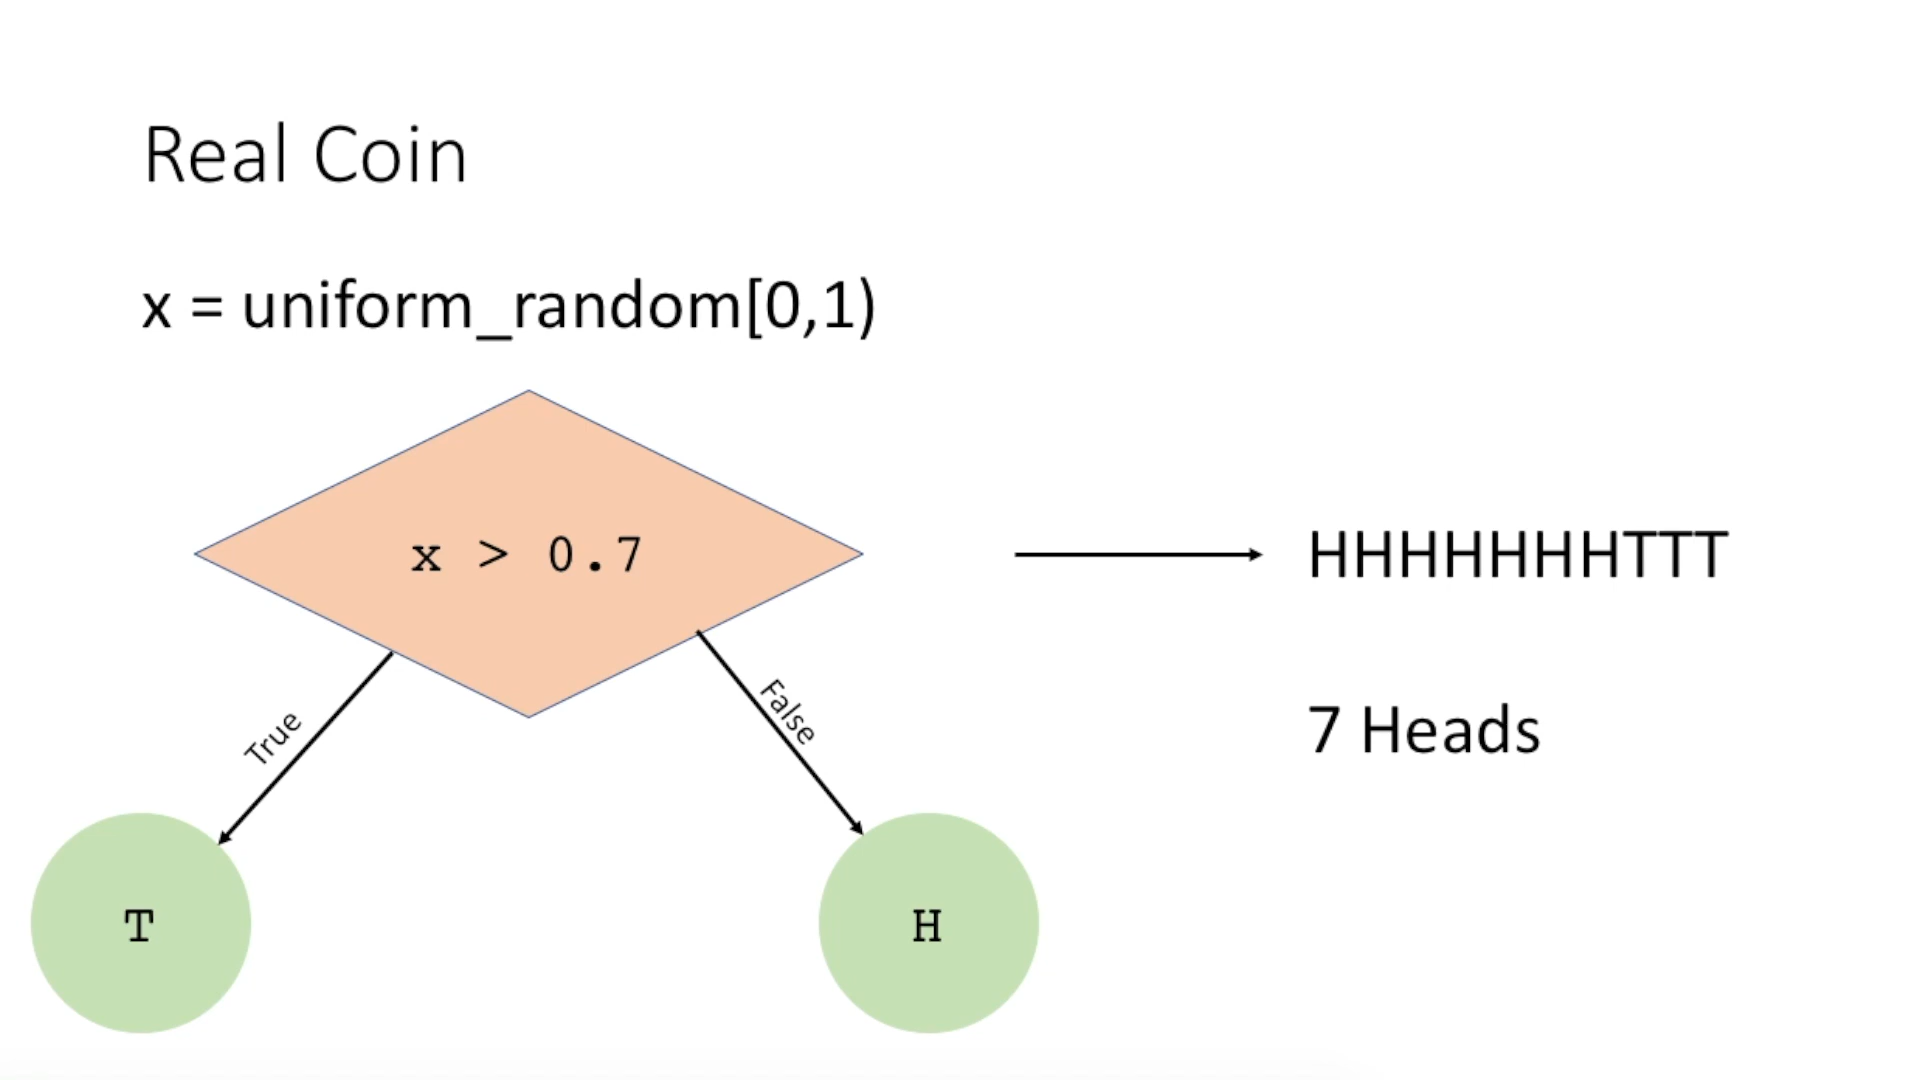 Real Coin
x = uniform_random[0,1)
x > 0.7
HHHHHHHTTT
True
False
7 Heads
T
H